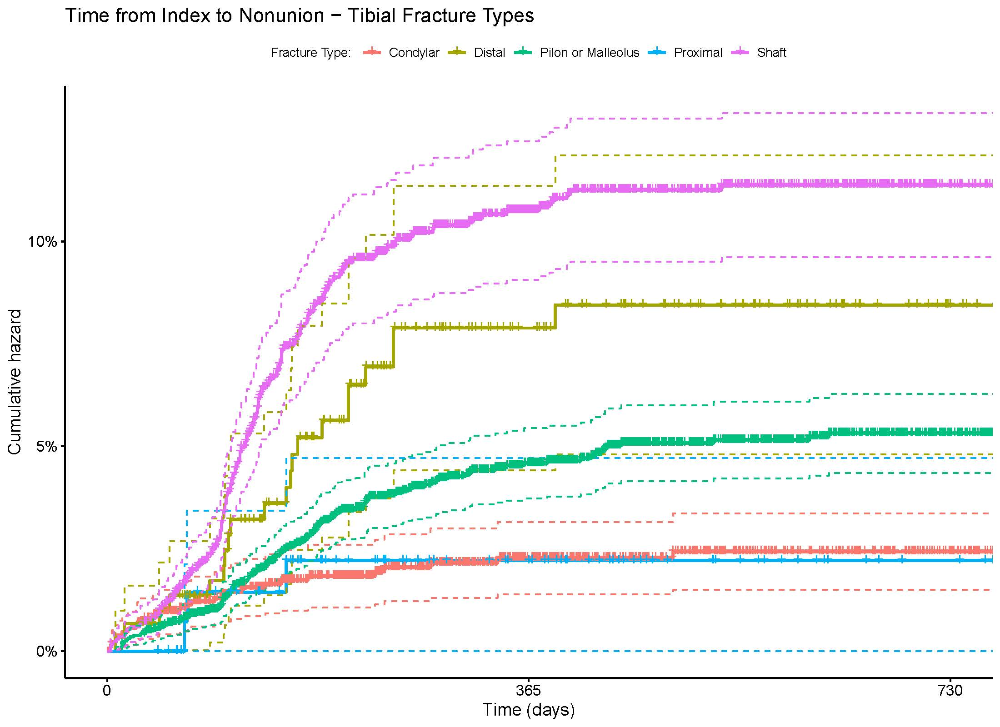 Time from Index to Nonunion − Tibial Fracture Types
Fracture Type: Condylar Distal Pilon or Malleolus Proximal Shaft
Cumulative hazard
10%
5%
0%
0 365 730
Time (days)